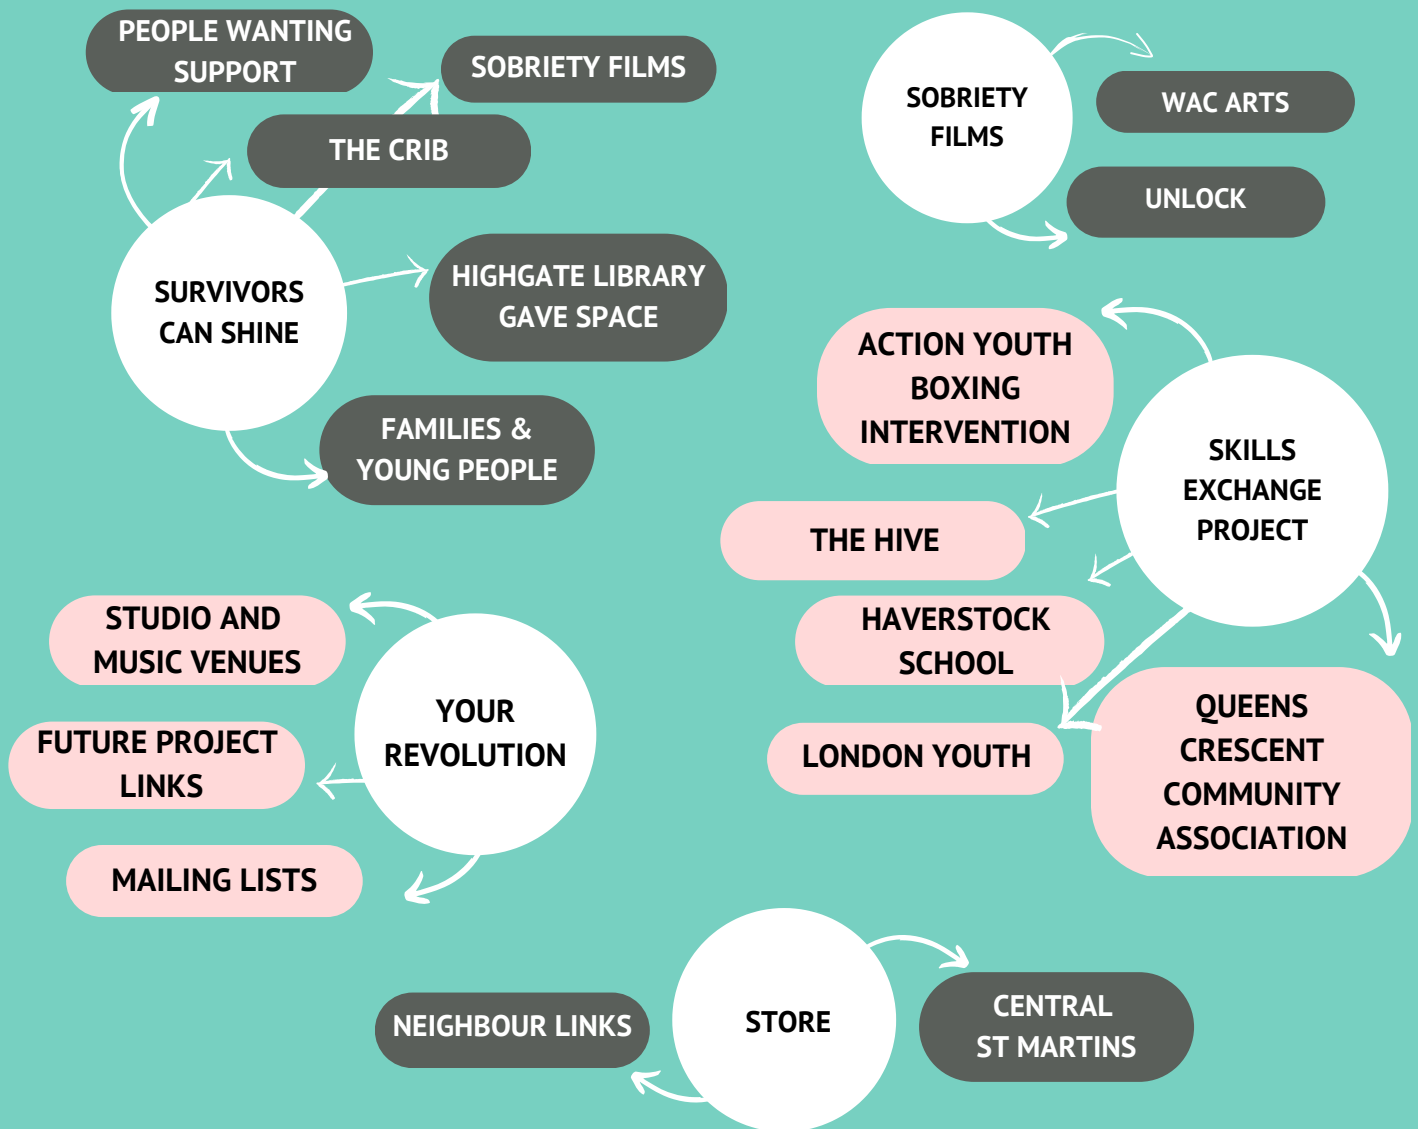 PEOPLE WANTING
SUPPORT
SOBRIETY FILMS
THE CRIB
SURVIVORS
CAN SHINE
HIGHGATE LIBRARY
GAVE SPACE
FAMILIES &
YOUNG PEOPLE
SOBRIETY
FILMS
WAC ARTS
UNLOCK
ACTION YOUTH
BOXING
INTERVENTION
SKILLS
EXCHANGE
PROJECT
THE HIVE
HAVERSTOCK
SCHOOL
LONDON YOUTH
QUEENS
CRESCENT
COMMUNITY
ASSOCIATION
STUDIO AND
MUSIC VENUES
YOUR
REVOLUTION
FUTURE PROJECT
LINKS
MAILING LISTS
NEIGHBOUR LINKS
STORE
CENTRAL
ST MARTINS